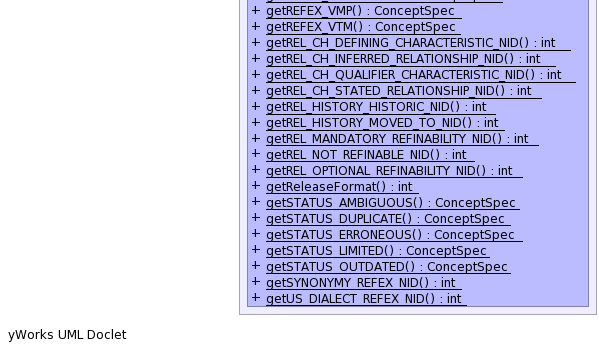 + getREFEX_VMP() : ConceptSpec
+ getREFEX_VTM() : ConceptSpec
+ getREL_CH_DEFINING_CHARACTERISTIC_NID() : int
+ getREL_CH_INFERRED_RELATIONSHIP_NID() : int
+ getREL_CH_QUALIFIER_CHARACTERISTIC_NID() : int
+ getREL_CH_STATED_RELATIONSHIP_NID() : int
+ getREL_HISTORY_HISTORIC_NID() : int
+ getREL_HISTORY_MOVED_TO_NID() : int
+ getREL_MANDATORY_REFINABILITY_NID() : int
+ getREL_NOT_REFINABLE_NID() : int
+ getREL_OPTIONAL_REFINABILITY_NID() : int
+ getReleaseFormat() : int
+ getSTATUS_AMBIGUOUS() : ConceptSpec
+ getSTATUS_DUPLICATE() : ConceptSpec
+ getSTATUS_ERRONEOUS() : ConceptSpec
+ getSTATUS_LIMITED() : ConceptSpec
+ getSTATUS_OUTDATED() : ConceptSpec
+ getSYNONYMY_REFEX_NID() : int
+ getUS_DIALECT_REFEX_NID() : int
yWorks UML Doclet